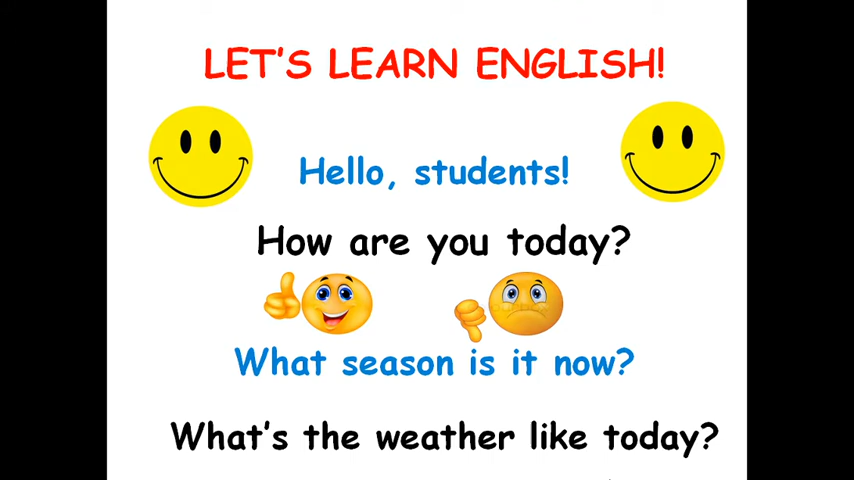 LET'S LEARN ENGLISH!
Hello, students!
How are you today?
What season is it now?
What's the weather like today?